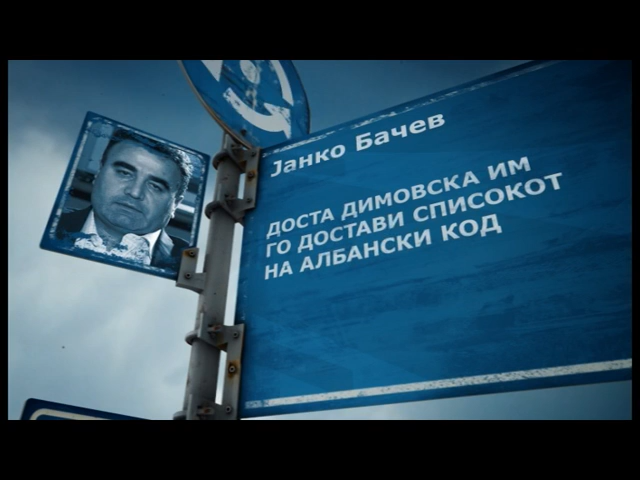 Јанко Бачев
ДОСТА ДИМОВСКА ИМ
ГО ДОСТАВИ СПИСОКОТ
НА АЛБАНСКИ КОД